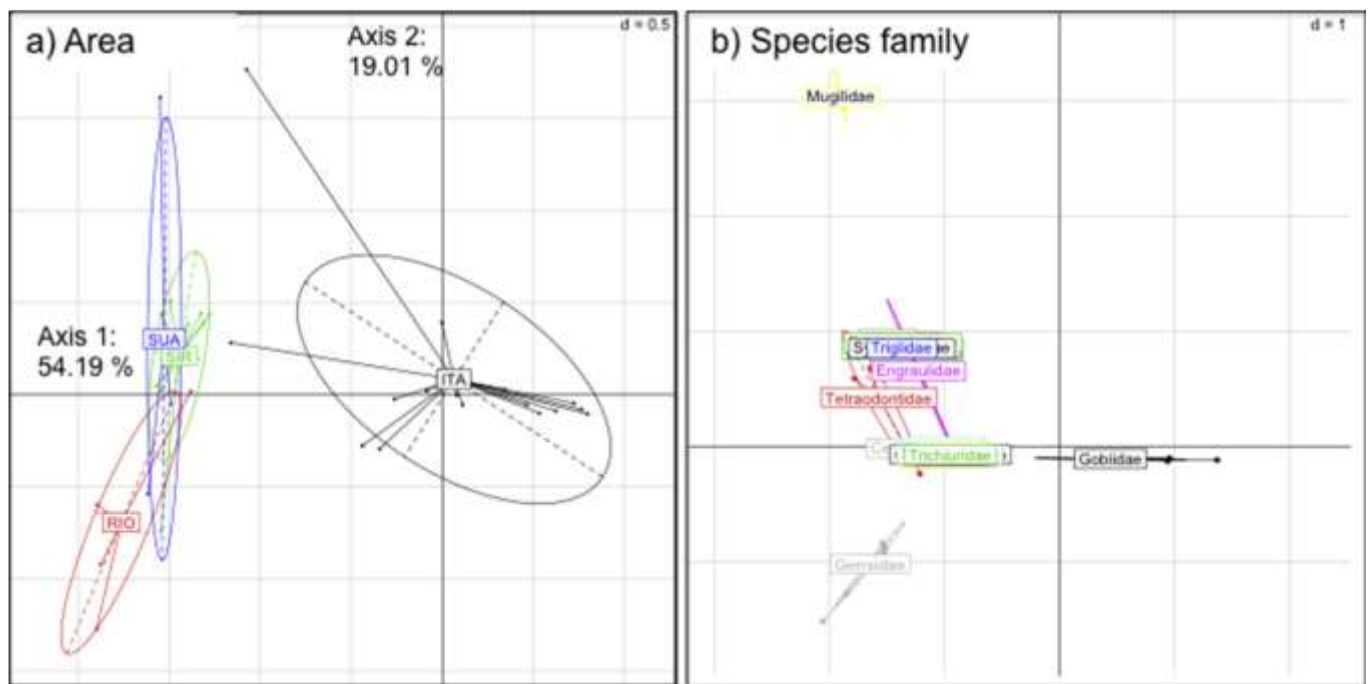 a) Area
Axis 2:
19.01 %
d = 0.5
Axis 1:
54.19 %
SUA
ITA
RIO
b) Species family
d = 1
Mugilidae
Triglidae
Engraulidae
Tetraodontidae
Trichiuridae
Gobiidae
Gerreidae